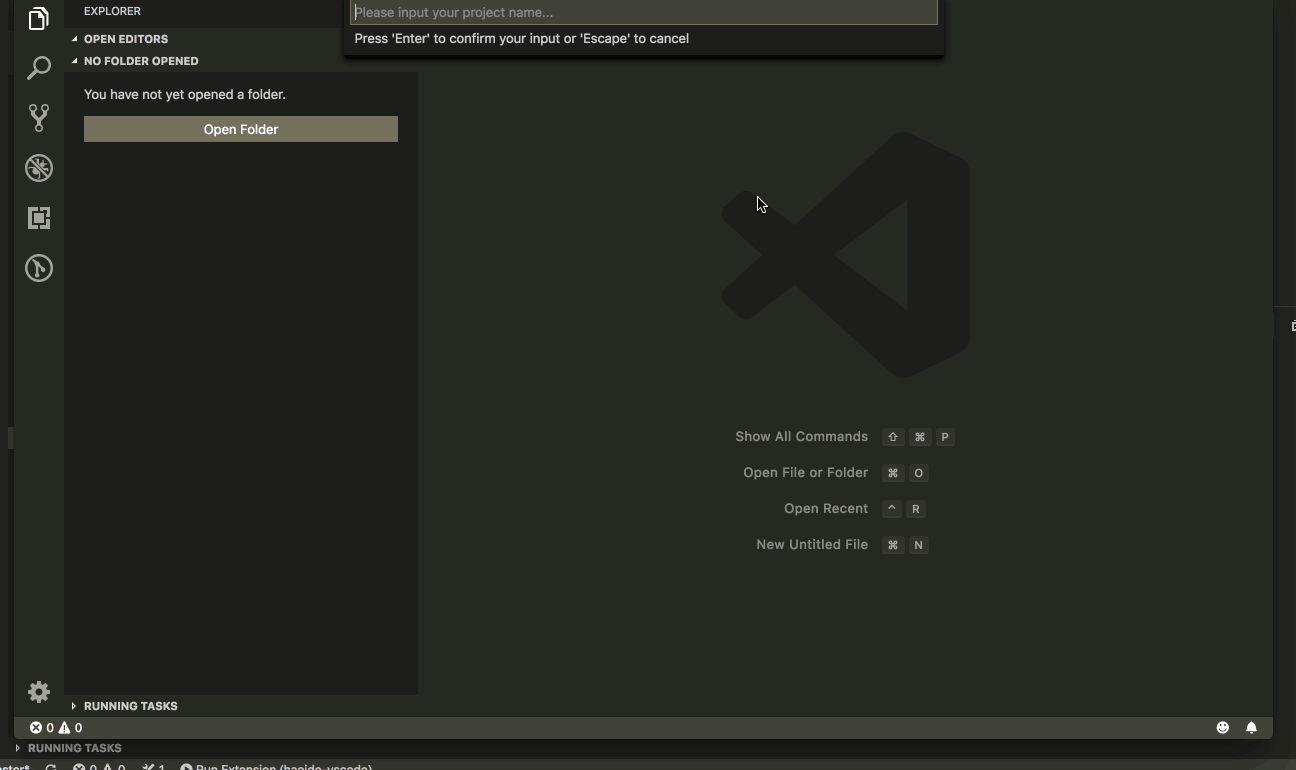 EXPLORER
Please input your project name...
Press 'Enter' to confirm your input or 'Escape' to cancel
OPEN EDITORS
NO FOLDER OPENED
You have not yet opened a folder.
Open Folder
Show All Commands ⇧ ⌘ P
Open File or Folder ⌘ O
Open Recent ^ R
New Untitled File ⌘ N
RUNNING TASKS
0 0
RUNNING TASKS
0 0 1 Run Extension (haoide-vscode)